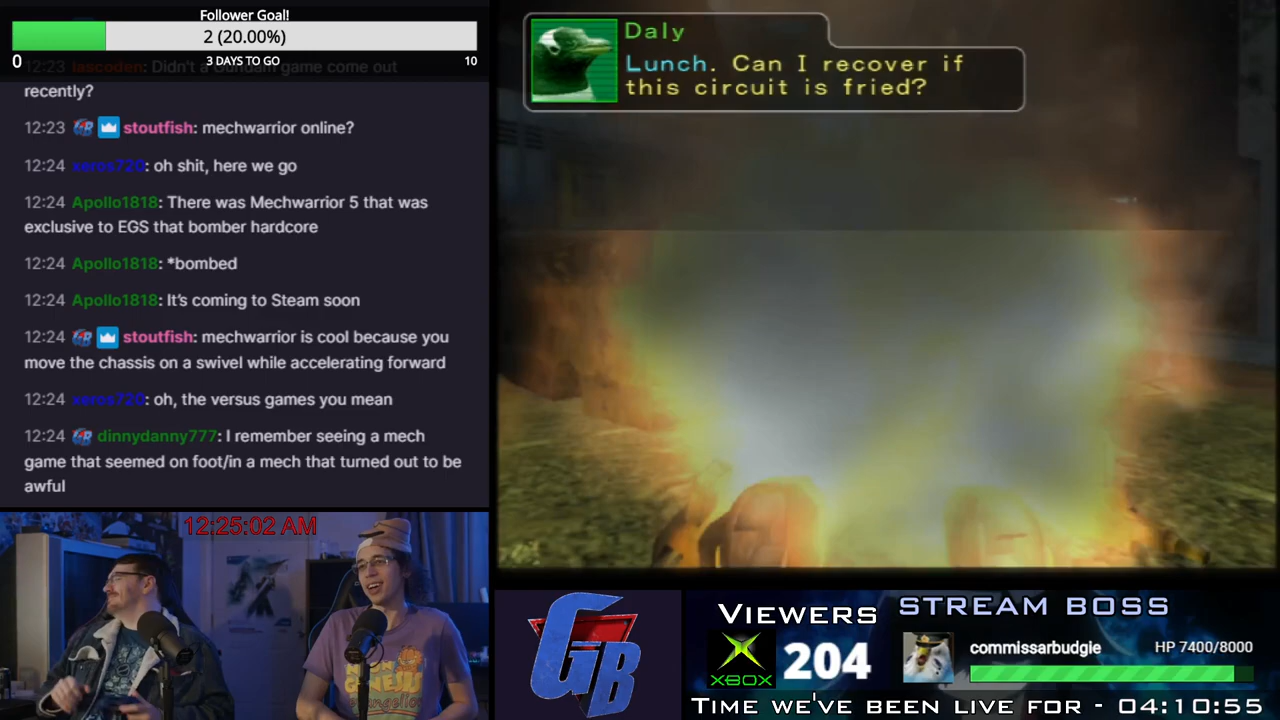 Follower Goal!
2 (20.00%)
0
3 DAYS TO GO
10
12:23 lascoden: Didn't a Gundam game come out
recently?
12:23 stoutfish: mechwarrior online?
12:24 xeros720: oh shit, here we go
12:24 Apollo1818: There was Mechwarrior 5 that was
exclusive to EGS that bomber hardcore
12:24 Apollo1818: *bombed
12:24 Apollo1818: It's coming to Steam soon
12:24 stoutfish: mechwarrior is cool because you
move the chassis on a swivel while accelerating forward
12:24 xeros720: oh, the versus games you mean
12:24 dinnydanny777: I remember seeing a mech
game that seemed on foot/in a mech that turned out to be
awful
Daly
Lunch. Can I recover if
this circuit is fried?
12:25:02 AM
GENESIS
GB
VIEWERS
XBOX
204
STREAM BOSS
commissarbudgie
HP 7400/8000
TIME WE'VE BEEN LIVE FOR - 04:10:55